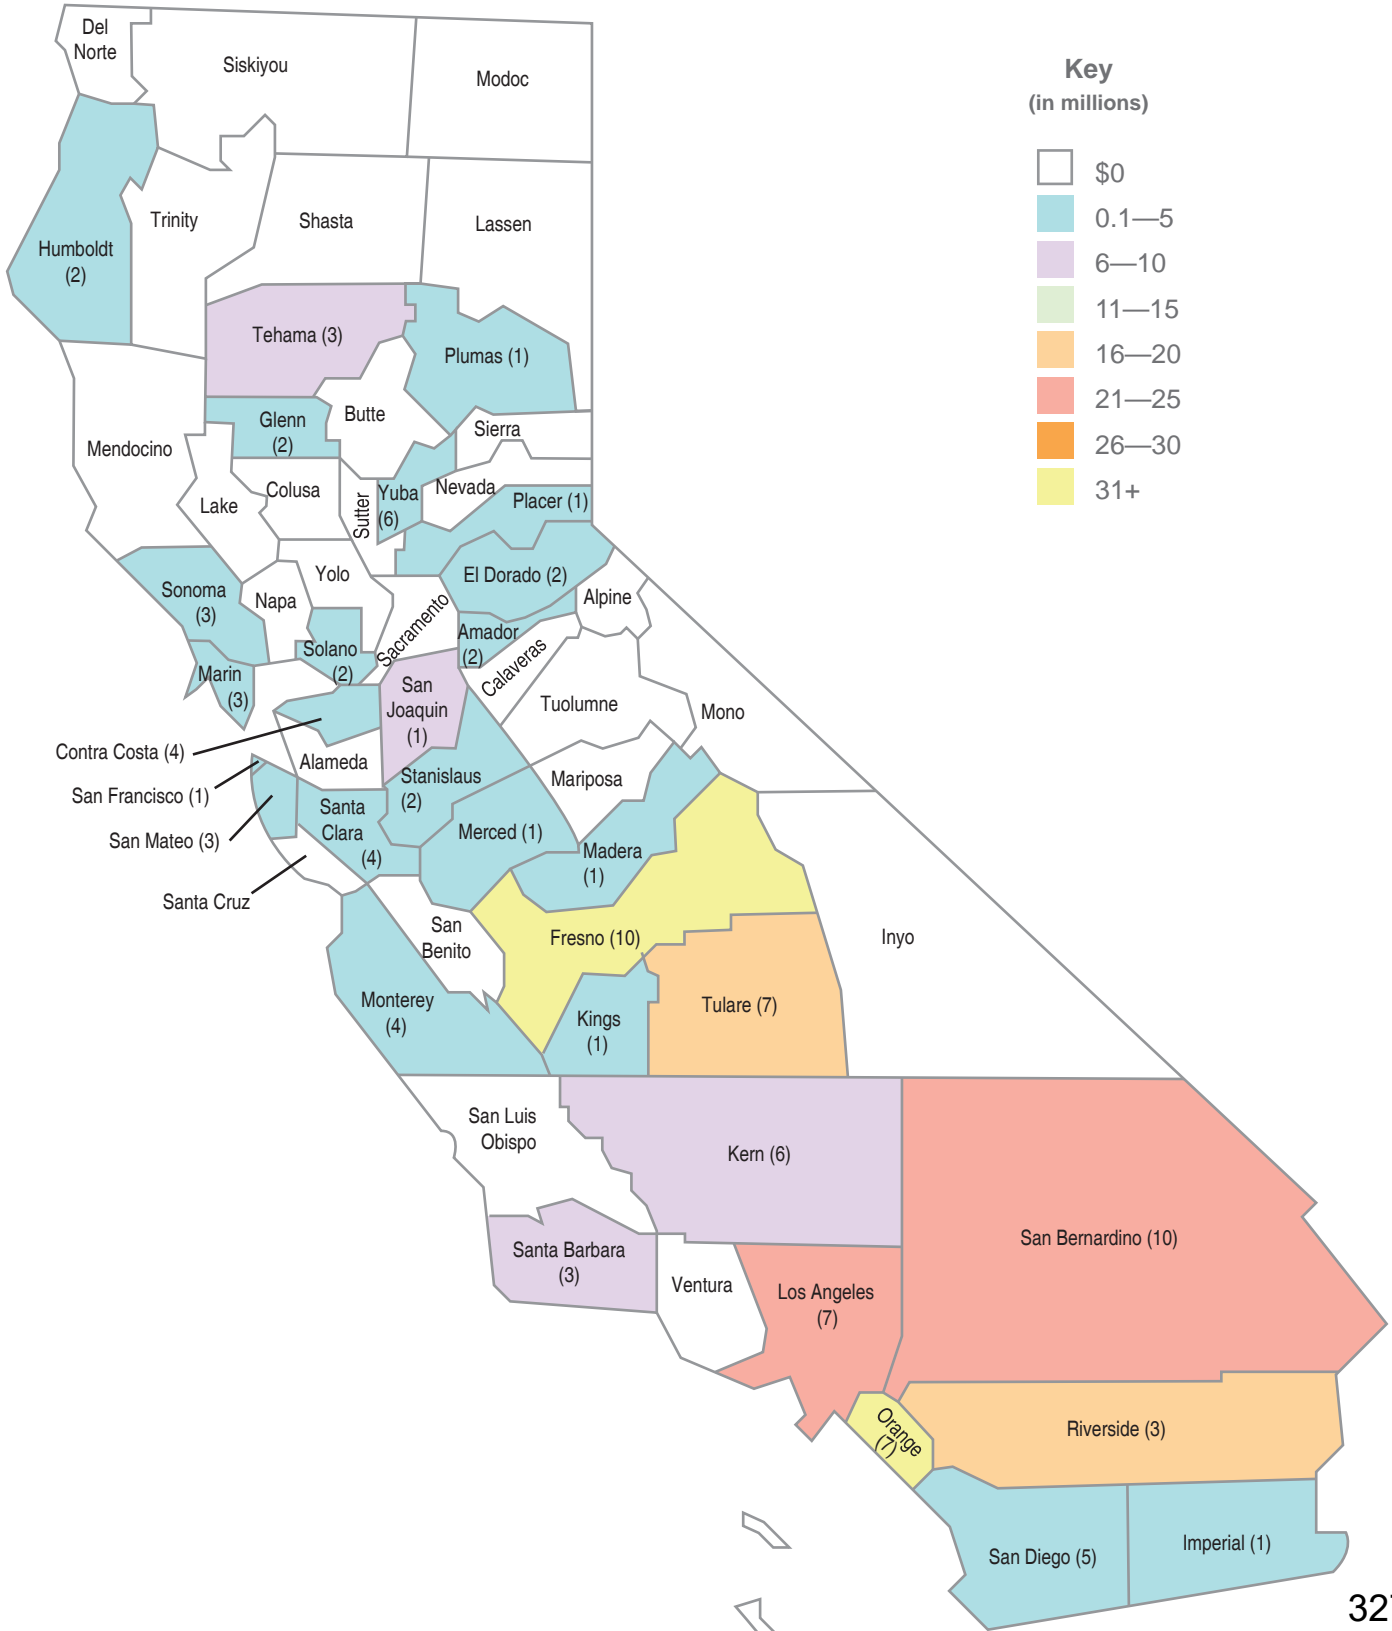 Del
Norte
Siskiyou
Modoc
Key
(in millions)
$0
0.1—5
6—10
11—15
16—20
21—25
26—30
31+
Humboldt
(2)
Trinity
Shasta
Lassen
Tehama (3)
Plumas (1)
Glenn
(2)
Butte
Sierra
Mendocino
Lake
Colusa
Sutter
Yuba
(6)
Nevada
Placer (1)
Sonoma
(3)
Napa
Yolo
El Dorado (2)
Alpine
Sacramento
Solano
(2)
Amador
(2)
Calaveras
Marin
(3)
San
Joaquin
(1)
Tuolumne
Mono
Contra Costa (4)
Alameda
Stanislaus
(2)
Mariposa
San Francisco (1)
San Mateo (3)
Santa
Clara
(4)
Merced (1)
Madera
(1)
Santa Cruz
San
Benito
Fresno (10)
Inyo
Monterey
(4)
Kings
(1)
Tulare (7)
San Luis
Obispo
Kern (6)
San Bernardino (10)
Santa Barbara
(3)
Ventura
Los Angeles
(7)
Orange
(7)
Riverside (3)
San Diego (5)
Imperial (1)
327